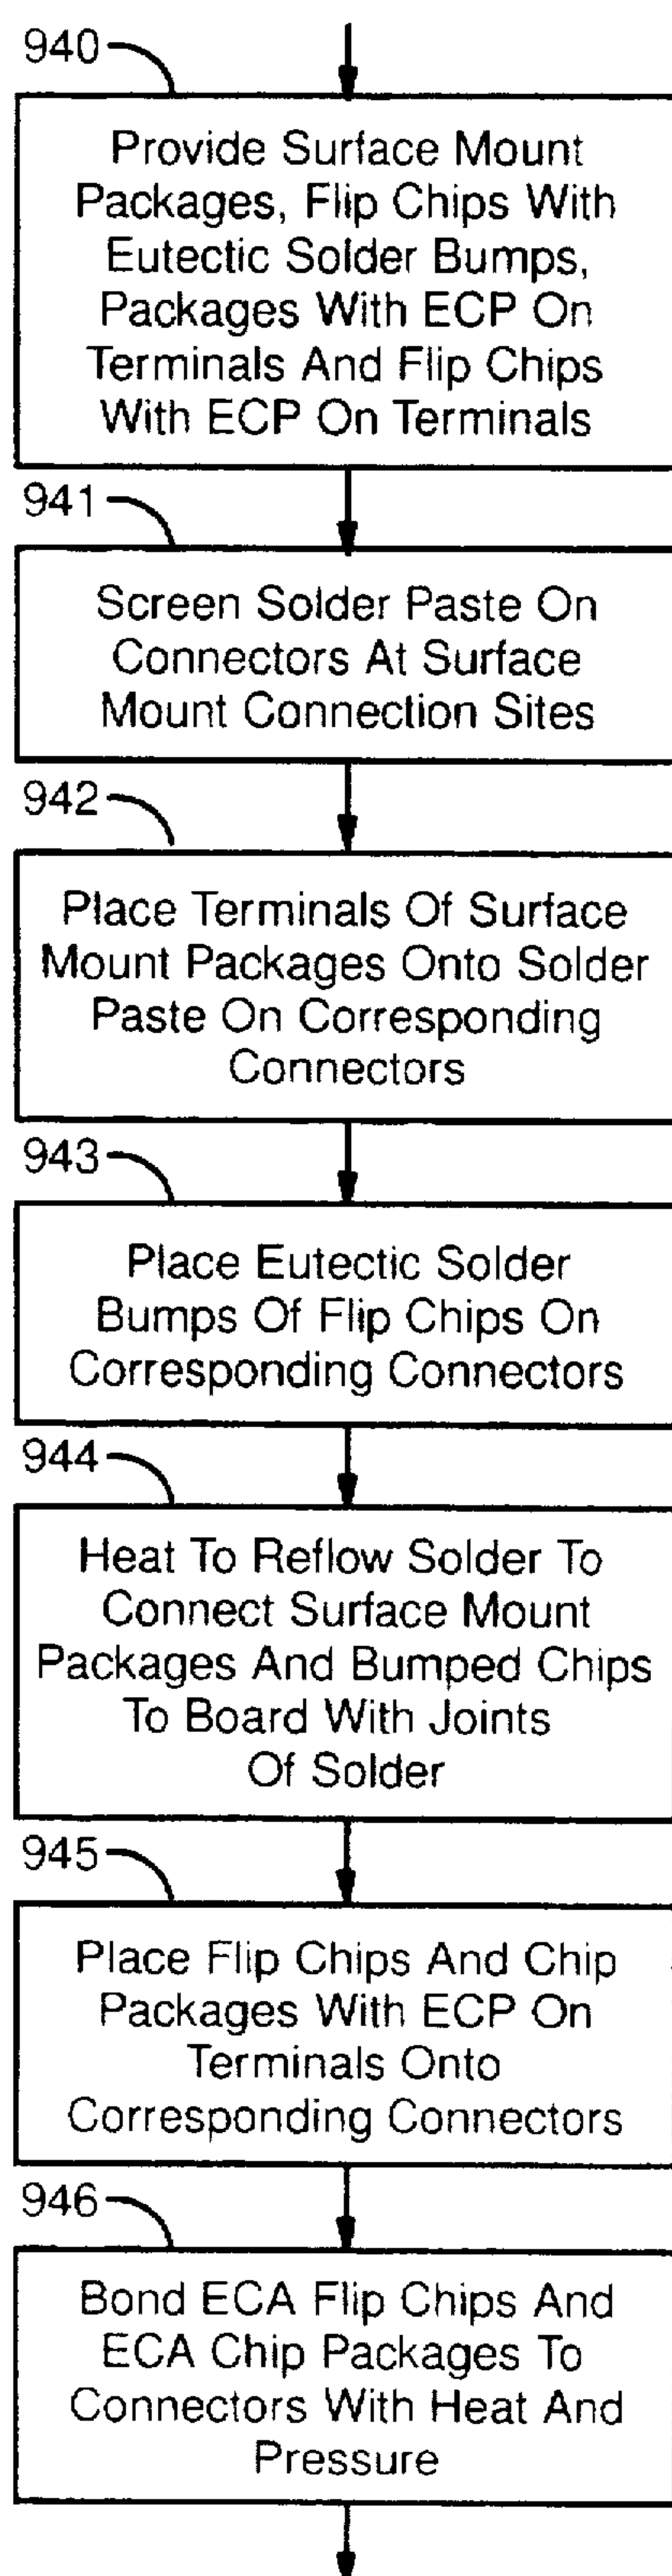 940
Provide Surface Mount
Packages, Flip Chips With
Eutectic Solder Bumps,
Packages With ECP On
Terminals And Flip Chips
With ECP On Terminals
941
Screen Solder Paste On
Connectors At Surface
Mount Connection Sites
942
Place Terminals Of Surface
Mount Packages Onto Solder
Paste On Corresponding
Connectors
943
Place Eutectic Solder
Bumps Of Flip Chips On
Corresponding Connectors
944
Heat To Reflow Solder To
Connect Surface Mount
Packages And Bumped Chips
To Board With Joints
Of Solder
945
Place Flip Chips And Chip
Packages With ECP On
Terminals Onto
Corresponding Connectors
946
Bond ECA Flip Chips And
ECA Chip Packages To
Connectors With Heat And
Pressure